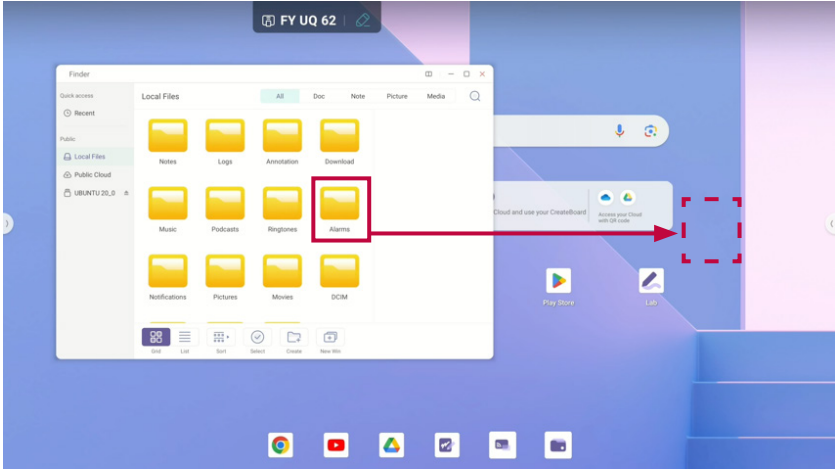 FY UQ 62
Finder
Quick access
Recent
Public
Local Files
Public Cloud
UBUNTU 20_0
Local Files
All
Doc
Note
Picture
Media
Notes
Logs
Annotation
Download
Music
Podcasts
Ringtones
Alarms
Notifications
Pictures
Movies
DCIM
Grid
List
Sort
Select
Create
New Win
Cloud and use your CreateBoard
Access your Cloud
with QR code
Play Store
Lab